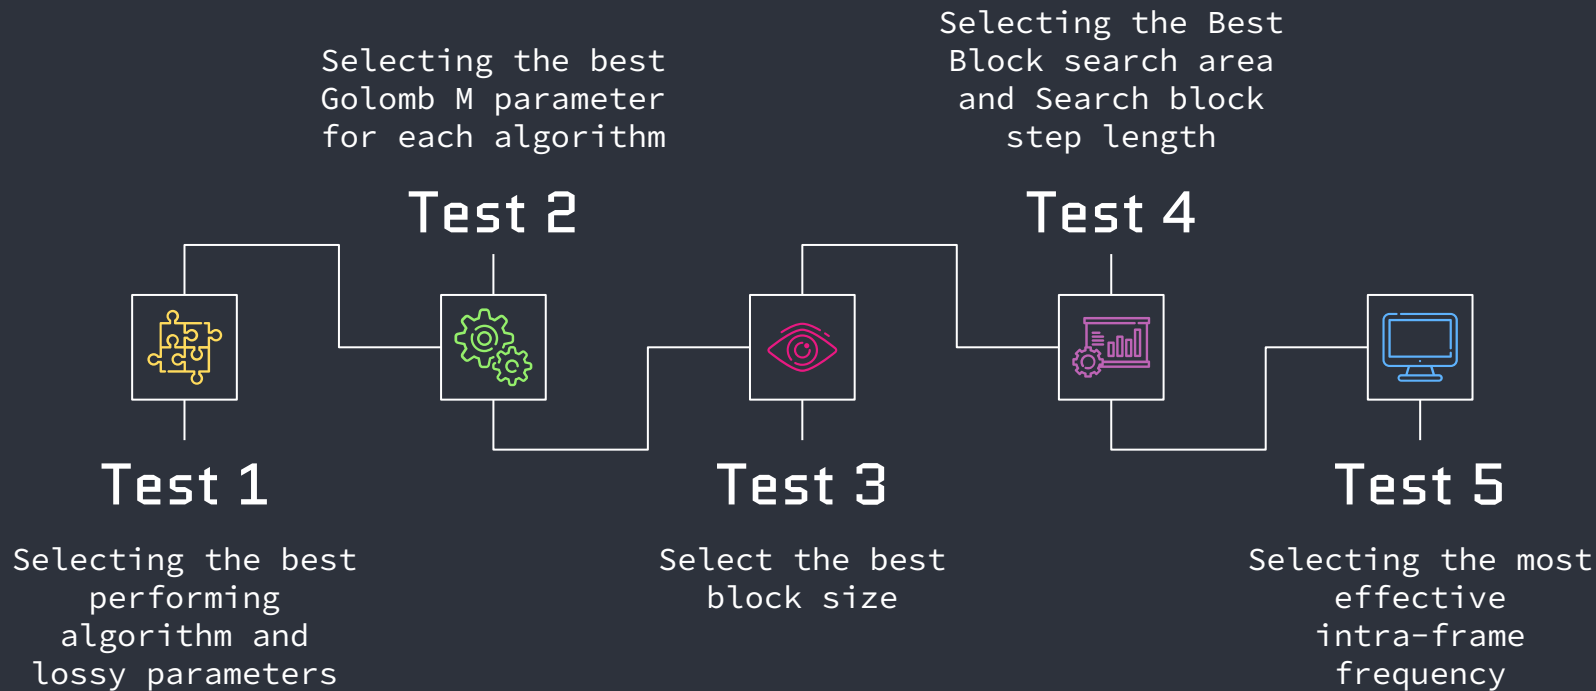 Test 1
Selecting the best
performing
algorithm and
lossy parameters
Selecting the best
Golomb M parameter
for each algorithm
Test 2
Test 3
Select the best
block size
Selecting the Best
Block search area
and Search block
step length
Test 4
Test 5
Selecting the most
effective
intra-frame
frequency